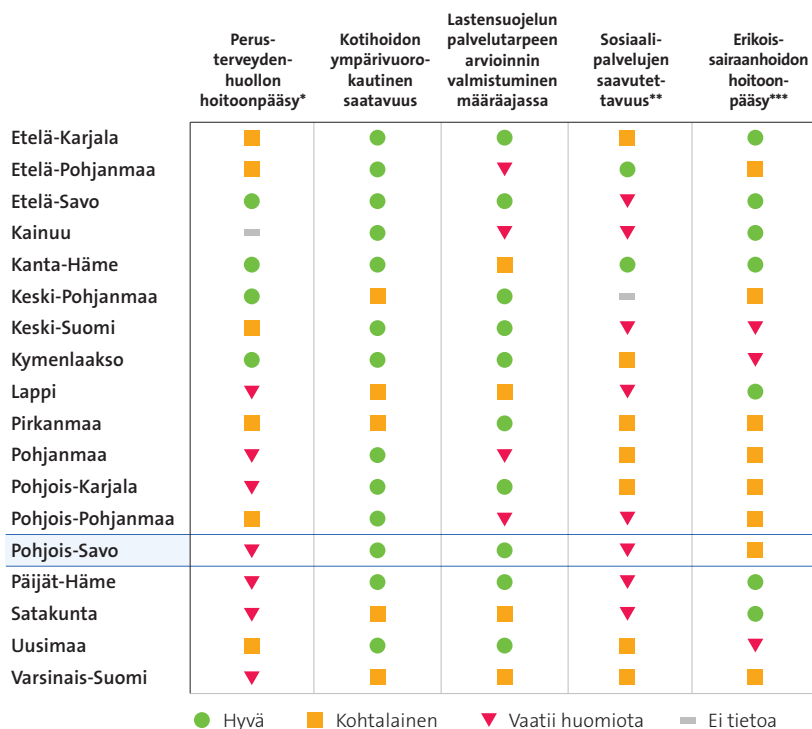 Perus-
terveyden-
huollon
hoitoonpääsy*
Kotihoidon
ympärivuoro-
kautinen
saatavuus
Lastensuojelun
palvelutarpeen
arvioinnin
valmistuminen
määräajassa
Sosiaali-
palvelujen
saavutet-
tavuus**
Erikois-
sairaanhoidon
hoitoon-
pääsy***
Etelä-Karjala
Etelä-Pohjanmaa
Etelä-Savo
Kainuu
Kanta-Häme
Keski-Pohjanmaa
Keski-Suomi
Kymenlaakso
Lappi
Pirkanmaa
Pohjanmaa
Pohjois-Karjala
Pohjois-Pohjanmaa
Pohjois-Savo
Päijät-Häme
Satakunta
Uusimaa
Varsinais-Suomi
Hyvä Kohtalainen Vaatii huomiota Ei tietoa